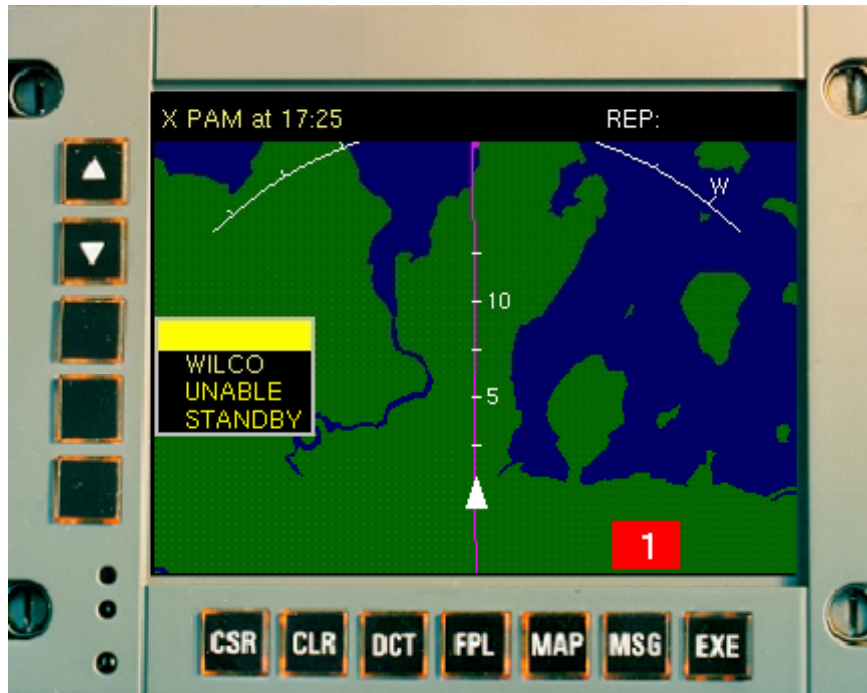 X PAM at 17:25 REP:
W
10
WILCO
UNABLE
5
STANDBY
1
CSR CLR DCT FPL MAP MSG EXE